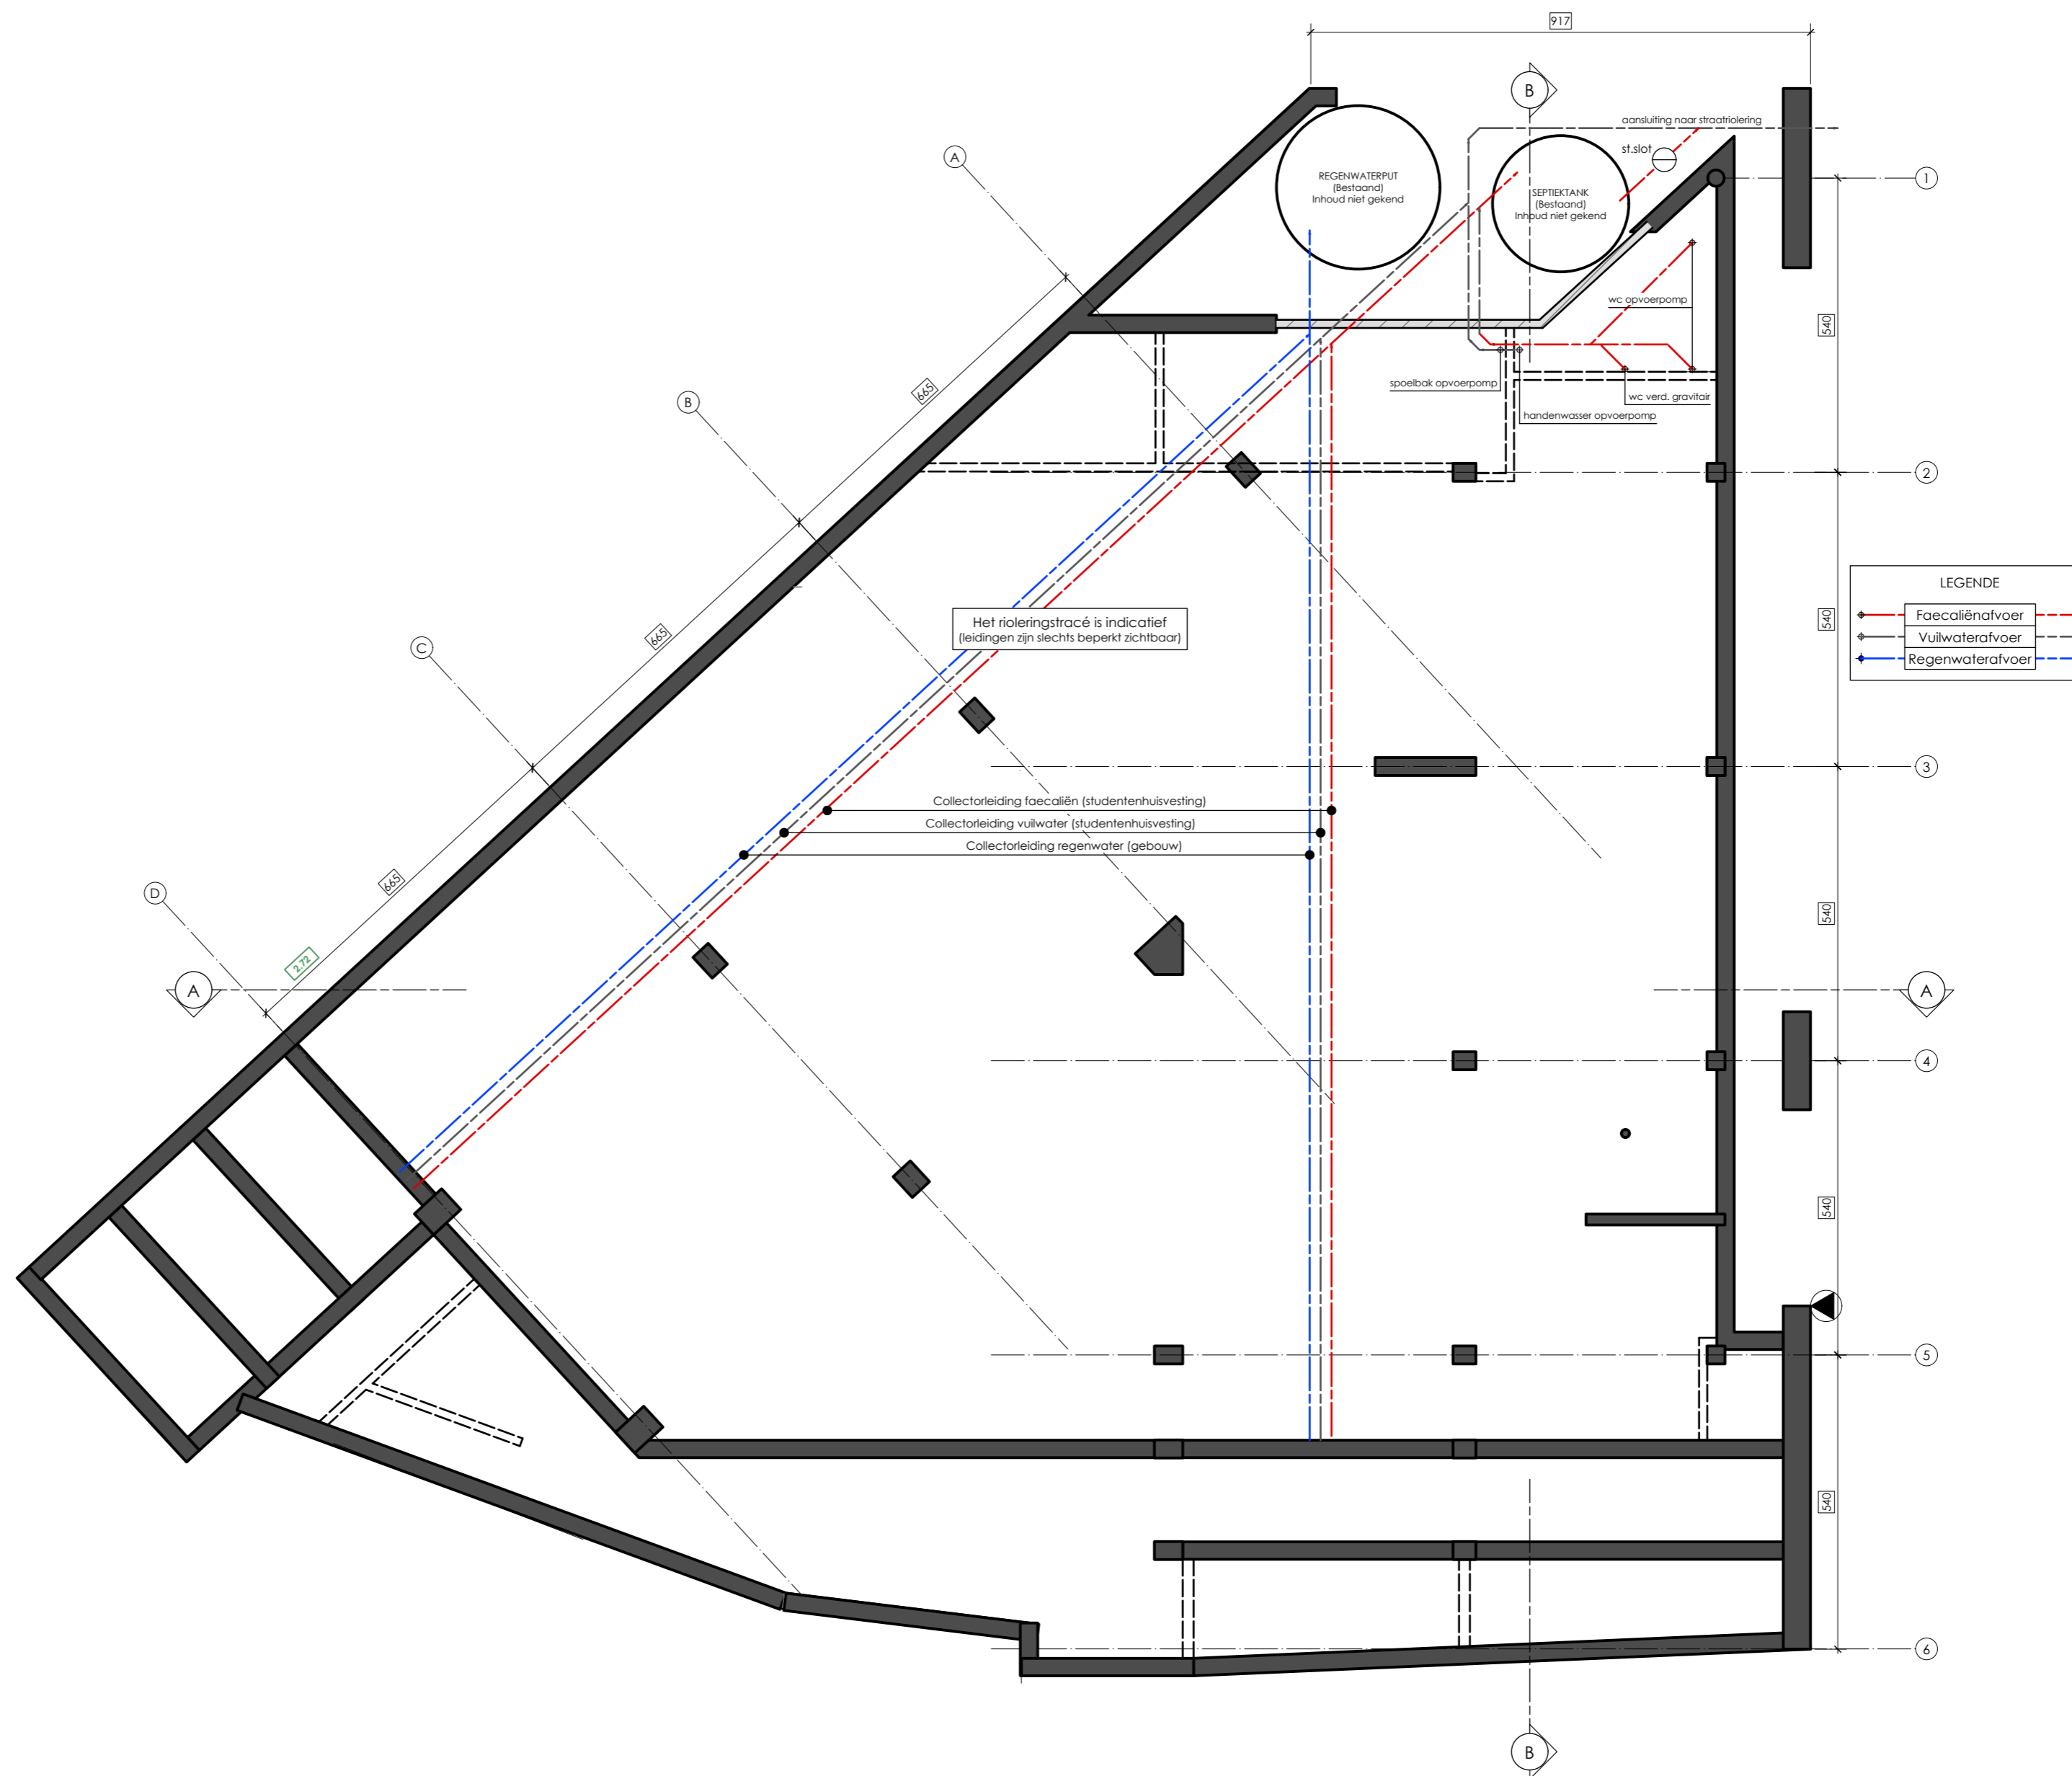 917
B
aansluiting naar straatriolering
st.slot
A
REGENWATERPUT
(Bestaand)
Inhoud niet gekend
SEPTIEKTANK
(Bestaand)
Inhoud niet gekend
1
wc opvoerpomp
540
spoelbak opvoerpomp
wc verd. gravitair
handenwasser opvoerpomp
665
B
2
LEGENDE
Faecaliënafvoer
Vuilwaterafvoer
Regenwaterafvoer
540
Het rioleringstracé is indicatief
(leidingen zijn slechts beperkt zichtbaar)
665
C
3
Collectorleiding faecaliën (studentenhuisvesting)
Collectorleiding vuilwater (studentenhuisvesting)
Collectorleiding regenwater (gebouw)
665
D
540
2.72
A
A
4
540
5
540
6
B